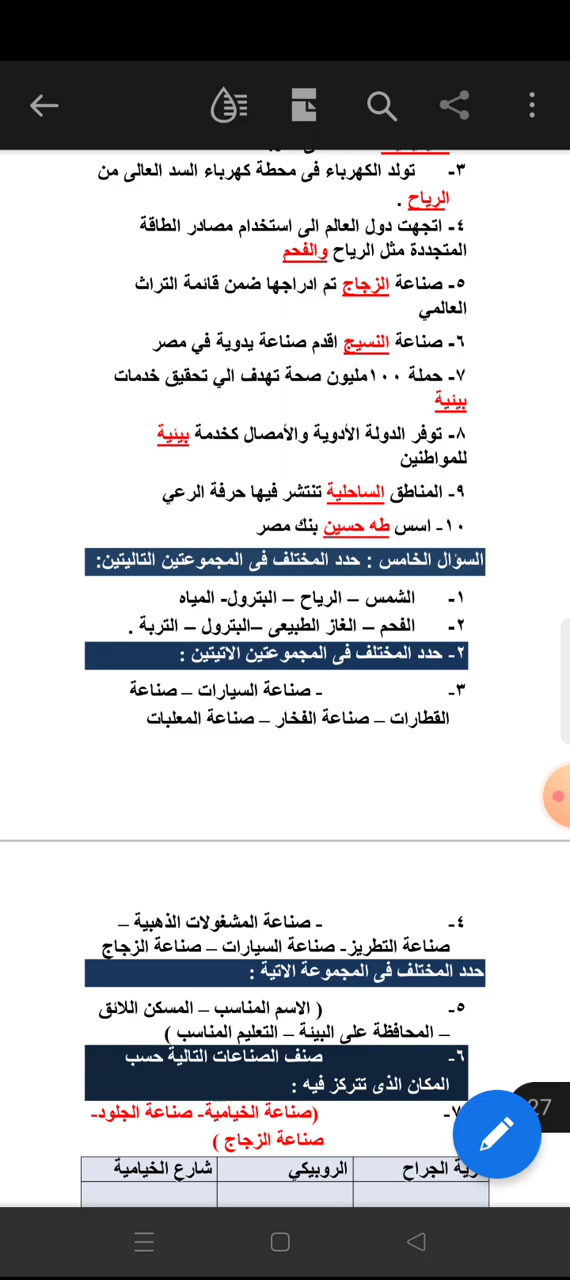 ٣- تولد الكهرباء فى محطة كهرباء السد العالى من
الرياح .
٤- اتجهت دول العالم الى استخدام مصادر الطاقة
المتجددة مثل الرياح والفحم
٥- صناعة الزجاج تم ادراجها ضمن قائمة التراث
العالمي
٦- صناعة النسيج اقدم صناعة يدوية في مصر
٧- حملة ١٠٠مليون صحة تهدف الي تحقيق خدمات
بيئية
٨- توفر الدولة الأدوية والأمصال كخدمة بيئية
للمواطنين
٩- المناطق الساحلية تنتشر فيها حرفة الرعي
١٠- اسس طه حسين بنك مصر
السؤال الخامس : حدد المختلف فى المجموعتين التاليتين:
١- الشمس – الرياح – البترول- المياه
٢- الفحم – الغاز الطبيعى –البترول – التربة .
٢- حدد المختلف فى المجموعتين الاتيتين :
٣- - صناعة السيارات – صناعة
القطارات – صناعة الفخار – صناعة المعلبات
٤- - صناعة المشغولات الذهبية –
صناعة التطريز- صناعة السيارات – صناعة الزجاج
حدد المختلف فى المجموعة الاتية :
٥- ( الاسم المناسب – المسكن اللائق
– المحافظة على البيئة – التعليم المناسب )
٦- صنف الصناعات التالية حسب
المكان الذى تتركز فيه :
٧- (صناعة الخيامية- صناعة الجلود-
صناعة الزجاج )
الجراح الروبيكي شارع الخيامية
27